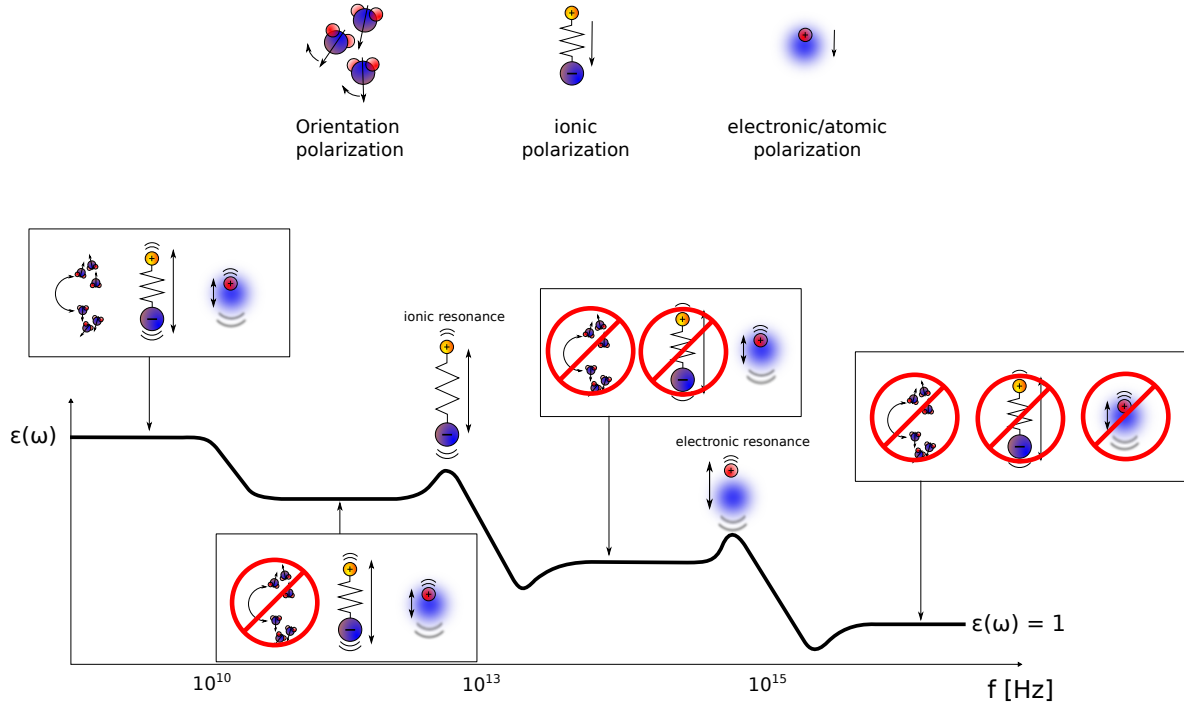 Orientation
polarization
ionic
polarization
electronic/atomic
polarization
ionic resonance
electronic resonance
ε(ω)
ε(ω) = 1
10¹⁰
10¹³
10¹⁵
f [Hz]